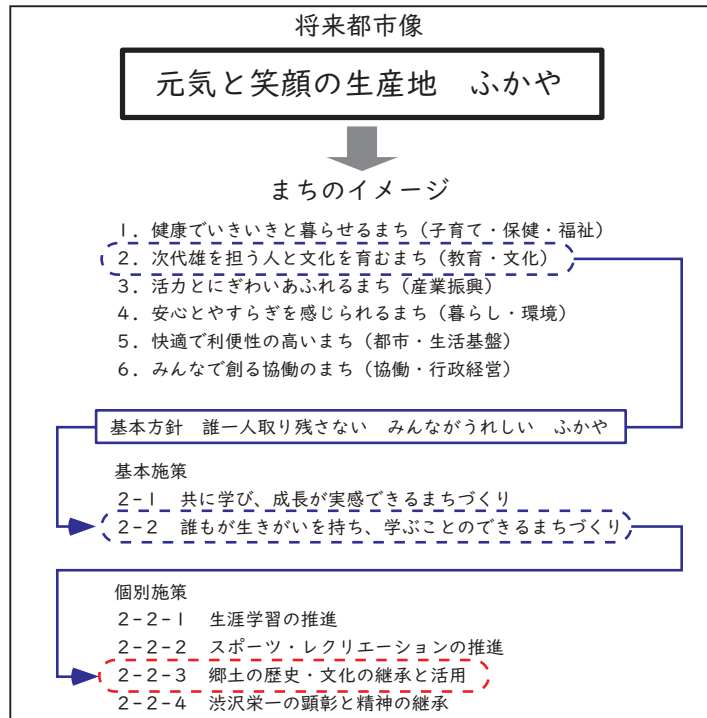 将来都市像
元気と笑顔の生産地　ふかや
まちのイメージ
1．健康でいきいきと暮らせるまち（子育て・保健・福祉）
2．次代雄を担う人と文化を育むまち（教育・文化）
3．活力とにぎわいあふれるまち（産業振興）
4．安心とやすらぎを感じられるまち（暮らし・環境）
5．快適で利便性の高いまち（都市・生活基盤）
6．みんなで創る協働のまち（協働・行政経営）
基本方針　誰一人取り残さない　みんながうれしい　ふかや
基本施策
2-1　共に学び、成長が実感できるまちづくり
2-2　誰もが生きがいを持ち、学ぶことのできるまちづくり
個別施策
2-2-1　生涯学習の推進
2-2-2　スポーツ・レクリエーションの推進
2-2-3　郷土の歴史・文化の継承と活用
2-2-4　渋沢栄一の顕彰と精神の継承